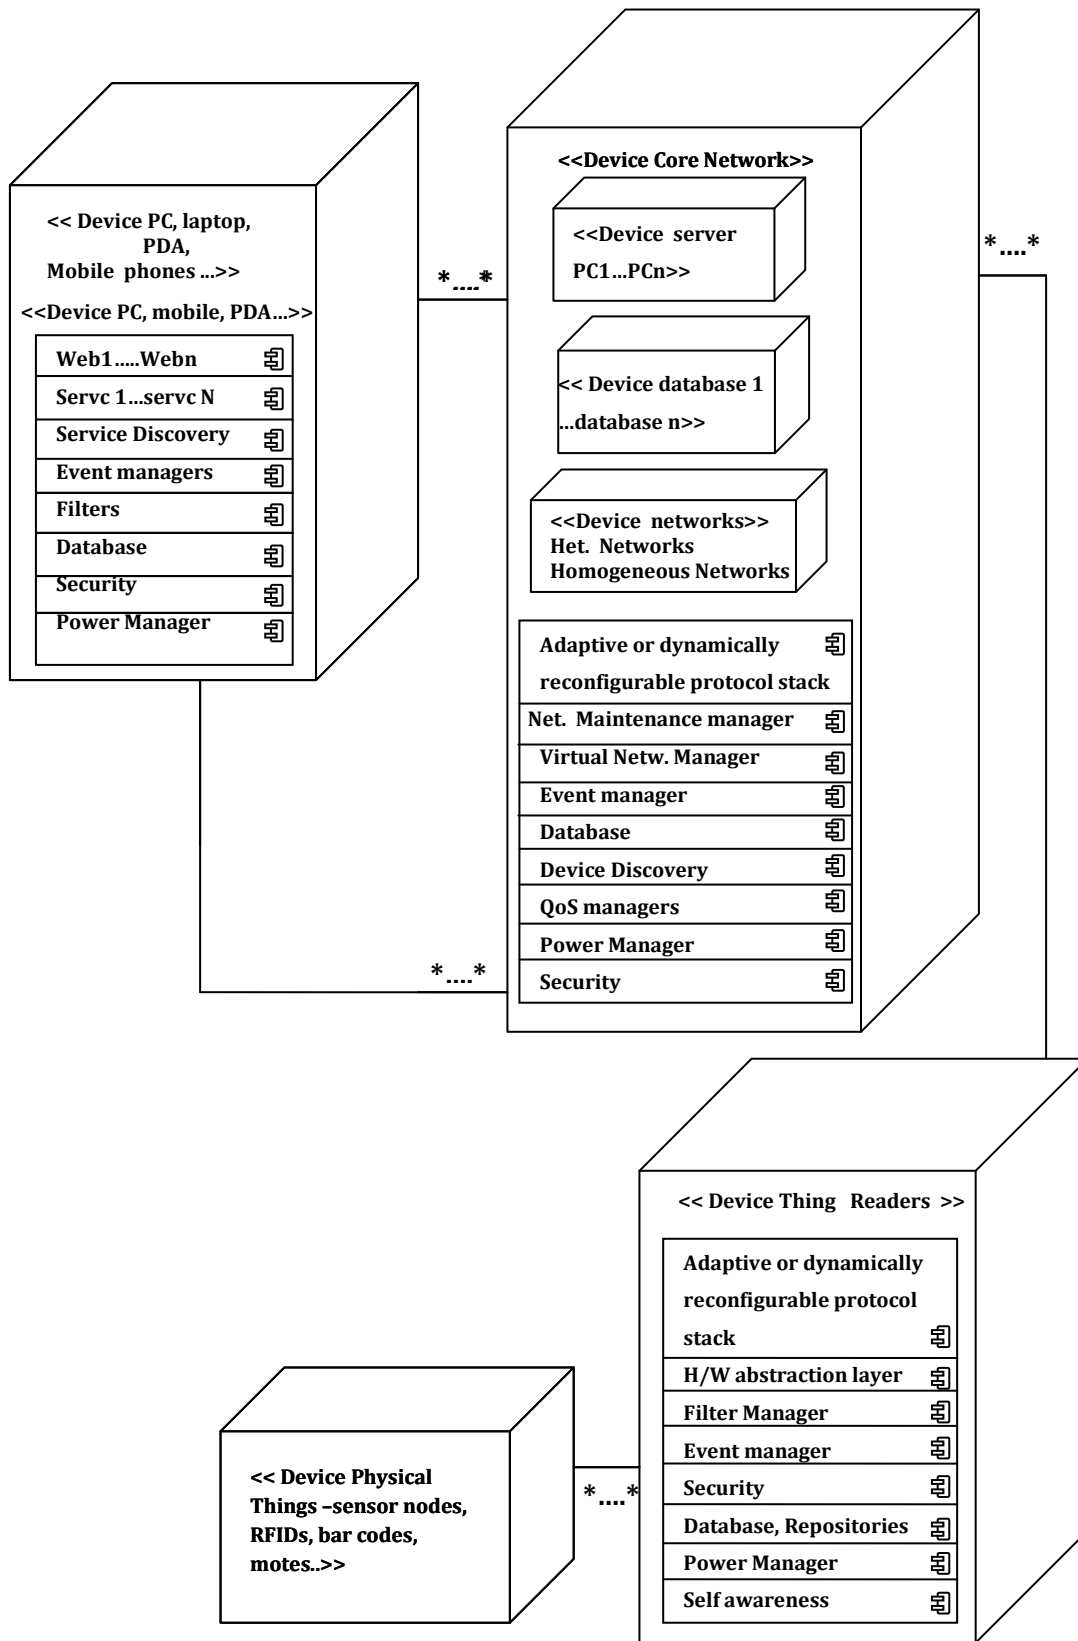 << Device PC, laptop,
PDA,
Mobile phones ...>>
<<Device PC, mobile, PDA...>>
Web1.....Webn
Servc 1...servc N
Service Discovery
Event managers
Filters
Database
Security
Power Manager
*....*
*....*
<<Device Core Network>>
<<Device server
PC1...PCn>>
<< Device database 1
...database n>>
<<Device networks>>
Het. Networks
Homogeneous Networks
Adaptive or dynamically
reconfigurable protocol stack
Net. Maintenance manager
Virtual Netw. Manager
Event manager
Database
Device Discovery
QoS managers
Power Manager
Security
*....*
<< Device Thing Readers >>
Adaptive or dynamically
reconfigurable protocol
stack
H/W abstraction layer
Filter Manager
Event manager
Security
Database, Repositories
Power Manager
Self awareness
*....*
<< Device Physical
Things –sensor nodes,
RFIDs, bar codes,
motes..>>